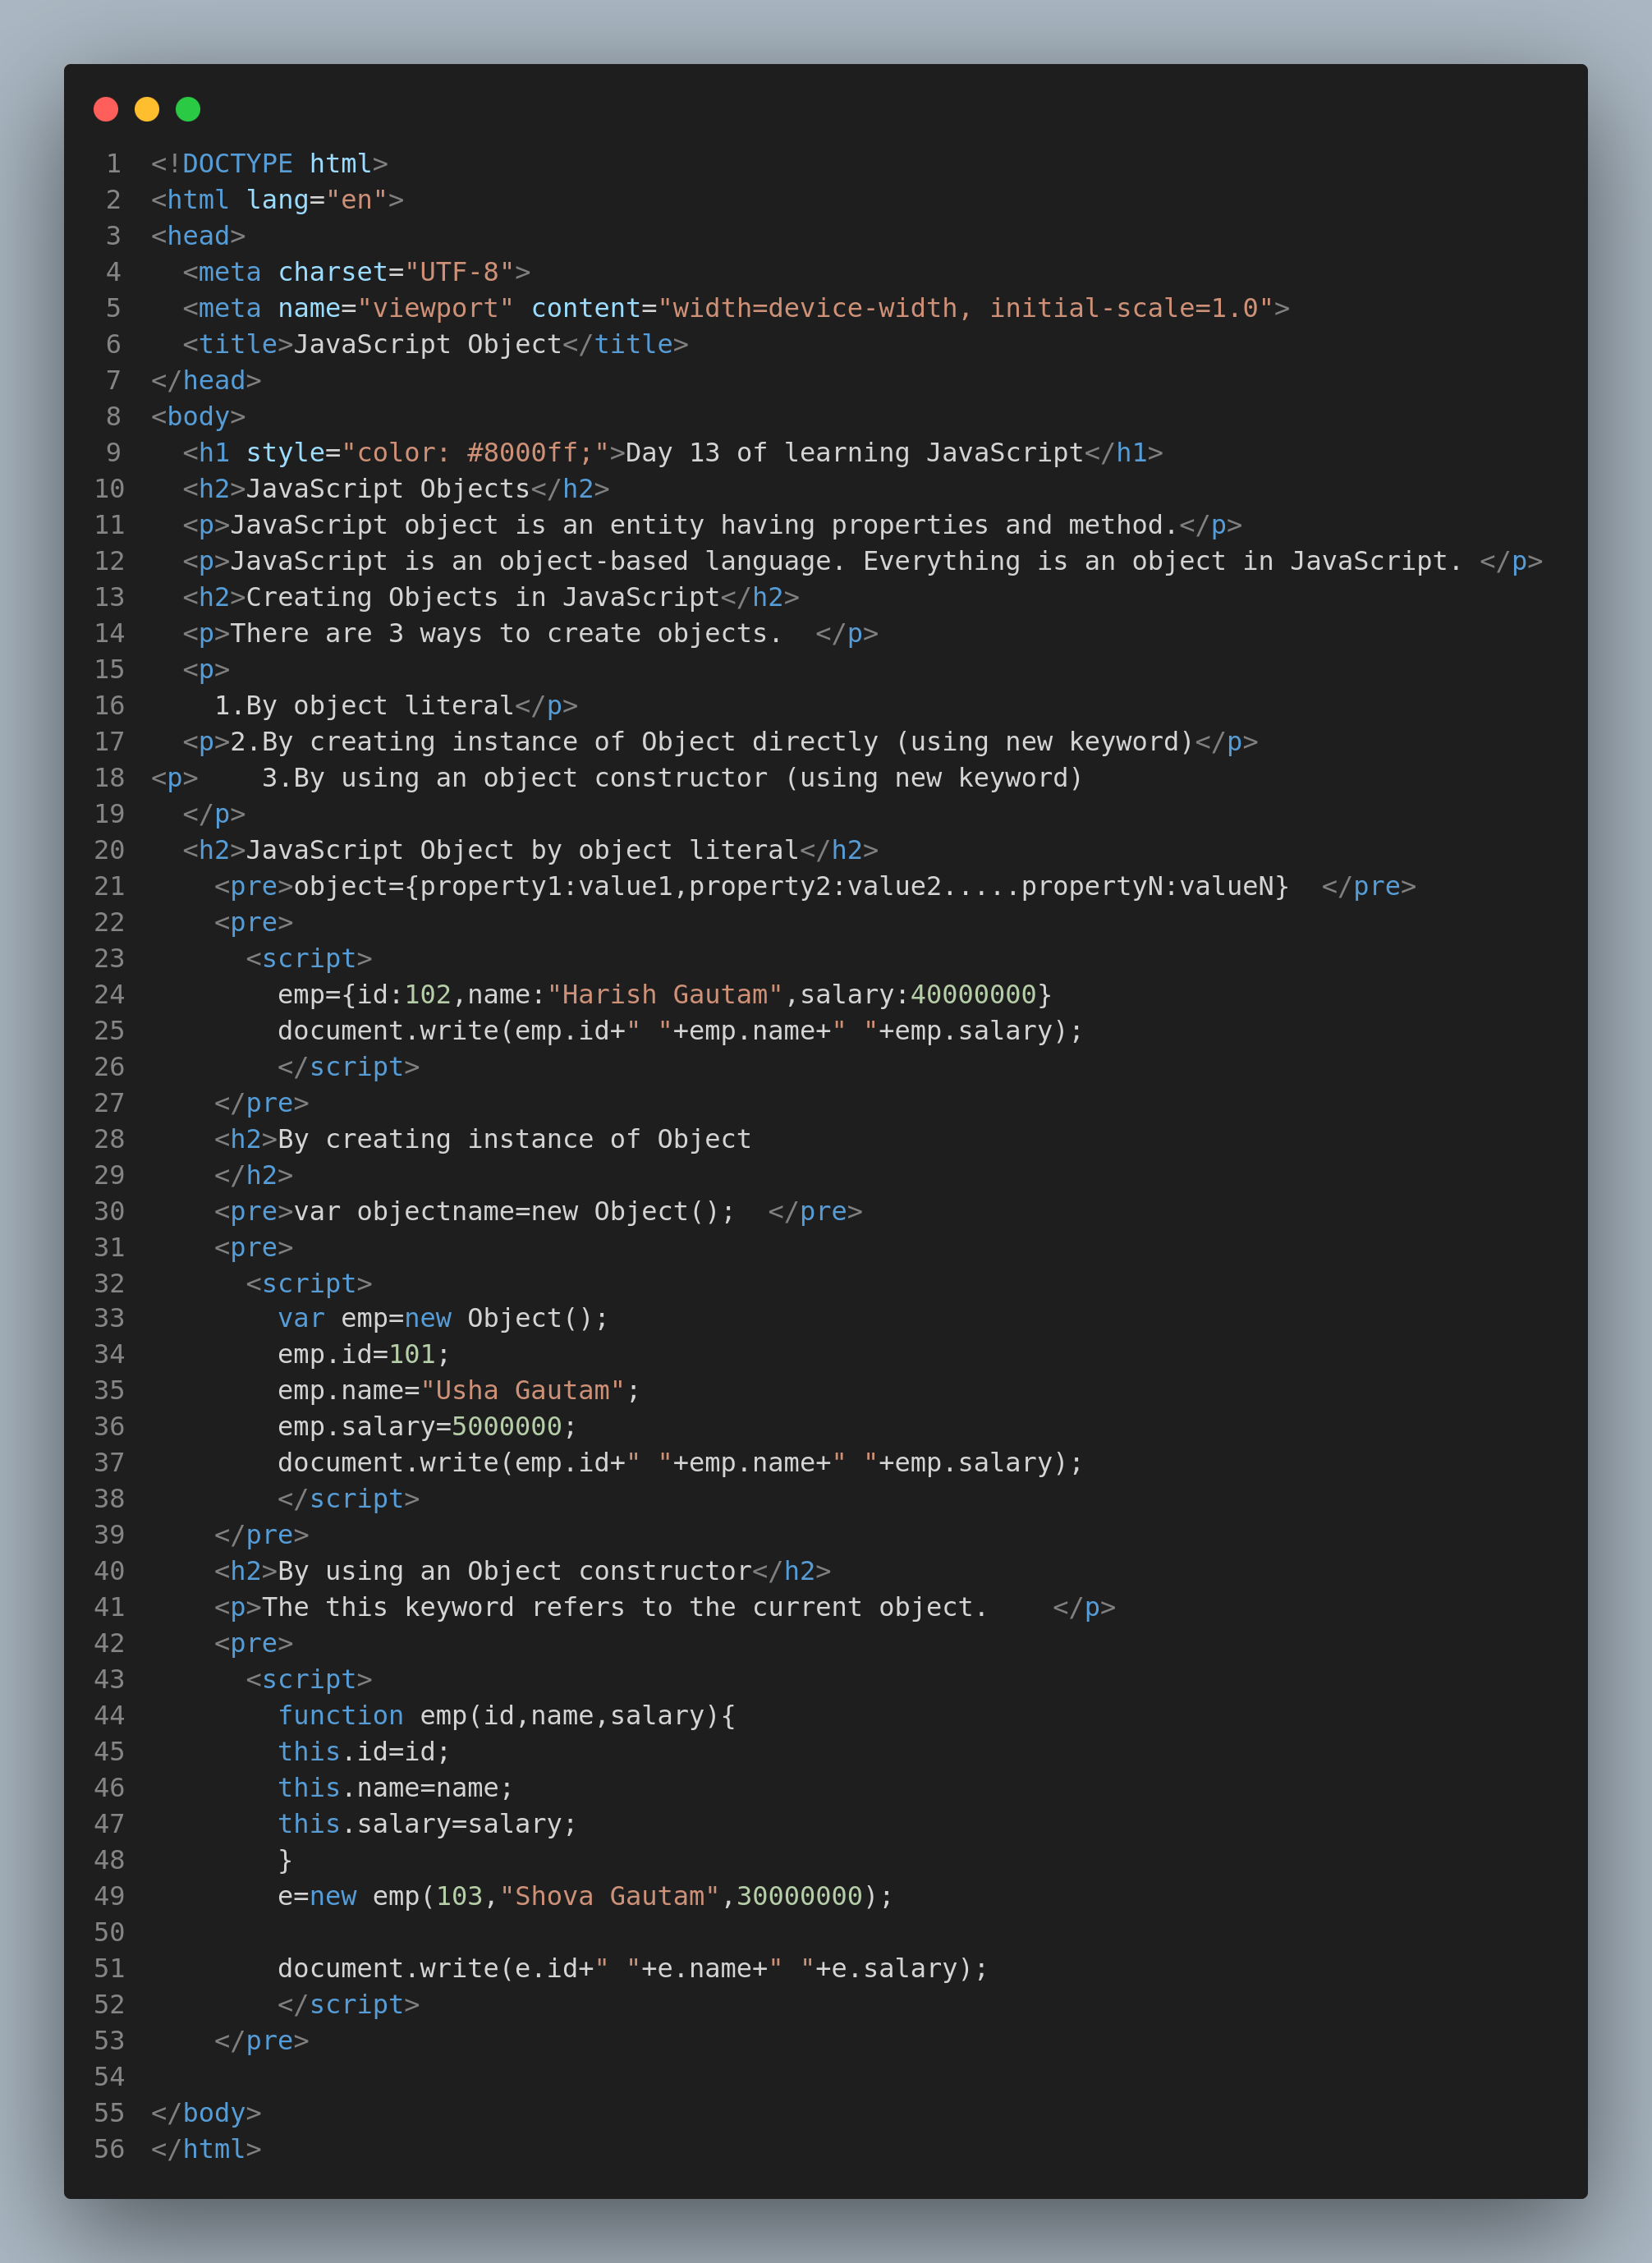 1 <!DOCTYPE html>
2 <html lang="en">
3 <head>
4   <meta charset="UTF-8">
5   <meta name="viewport" content="width=device-width, initial-scale=1.0">
6   <title>JavaScript Object</title>
7 </head>
8 <body>
9   <h1 style="color: #8000ff;">Day 13 of learning JavaScript</h1>
10   <h2>JavaScript Objects</h2>
11   <p>JavaScript object is an entity having properties and method.</p>
12   <p>JavaScript is an object-based language. Everything is an object in JavaScript. </p>
13   <h2>Creating Objects in JavaScript</h2>
14   <p>There are 3 ways to create objects.  </p>
15   <p>
16     1.By object literal</p>
17   <p>2.By creating instance of Object directly (using new keyword)</p>
18 <p>    3.By using an object constructor (using new keyword)
19   </p>
20   <h2>JavaScript Object by object literal</h2>
21     <pre>object={property1:value1,property2:value2.....propertyN:valueN}  </pre>
22     <pre>
23       <script>
24         emp={id:102,name:"Harish Gautam",salary:40000000}
25         document.write(emp.id+" "+emp.name+" "+emp.salary);
26         </script>
27     </pre>
28     <h2>By creating instance of Object
29     </h2>
30     <pre>var objectname=new Object();  </pre>
31     <pre>
32       <script>
33         var emp=new Object();
34         emp.id=101;
35         emp.name="Usha Gautam";
36         emp.salary=5000000;
37         document.write(emp.id+" "+emp.name+" "+emp.salary);
38         </script>
39     </pre>
40     <h2>By using an Object constructor</h2>
41     <p>The this keyword refers to the current object.    </p>
42     <pre>
43       <script>
44         function emp(id,name,salary){
45         this.id=id;
46         this.name=name;
47         this.salary=salary;
48         }
49         e=new emp(103,"Shova Gautam",30000000);
50
51         document.write(e.id+" "+e.name+" "+e.salary);
52         </script>
53     </pre>
54
55 </body>
56 </html>